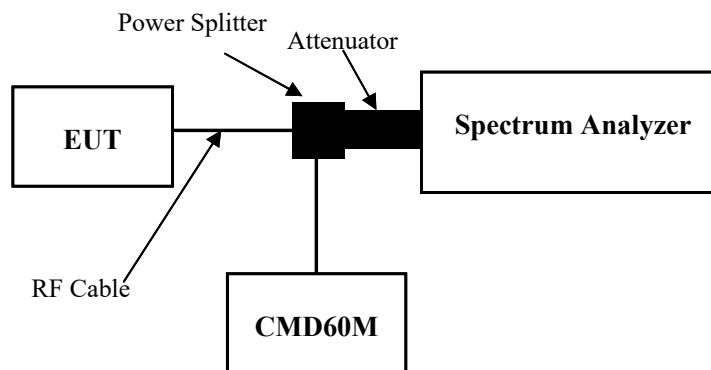 Power Splitter
Attenuator
EUT
Spectrum Analyzer
RF Cable
CMD60M